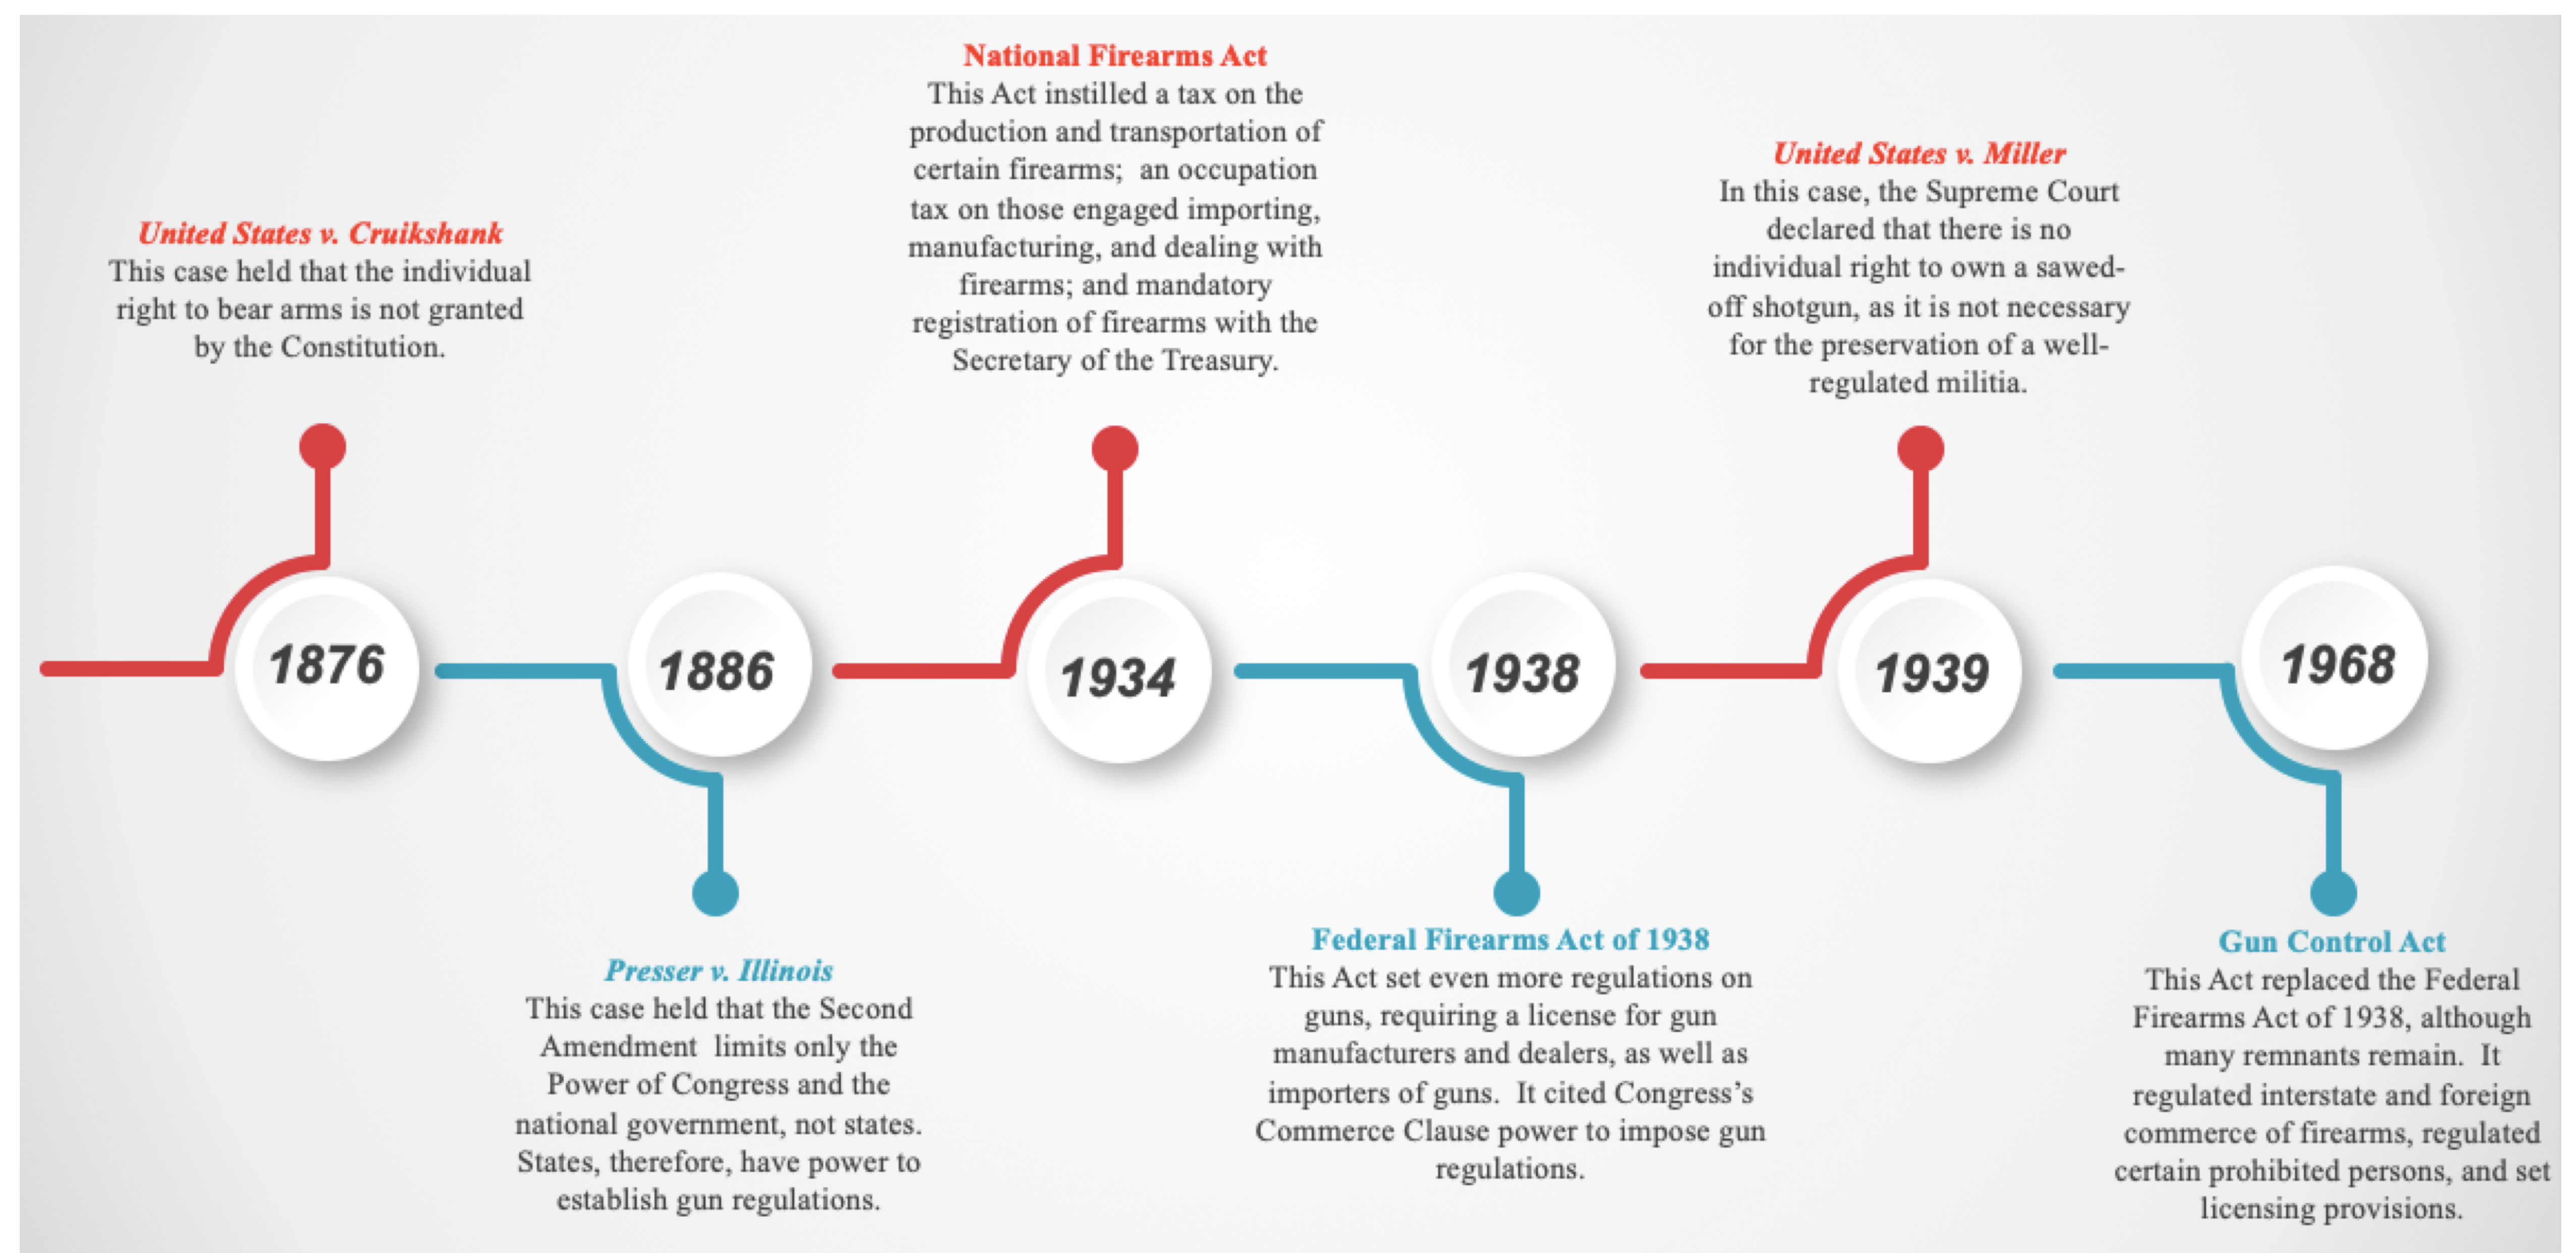 United States v. Cruikshank
This case held that the individual
right to bear arms is not granted
by the Constitution.
1876
1886
Presser v. Illinois
This case held that the Second
Amendment limits only the
Power of Congress and the
national government, not states.
States, therefore, have power to
establish gun regulations.
National Firearms Act
This Act instilled a tax on the
production and transportation of
certain firearms; an occupation
tax on those engaged importing,
manufacturing, and dealing with
firearms; and mandatory
registration of firearms with the
Secretary of the Treasury.
1934
1938
Federal Firearms Act of 1938
This Act set even more regulations on
guns, requiring a license for gun
manufacturers and dealers, as well as
importers of guns. It cited Congress’s
Commerce Clause power to impose gun
regulations.
United States v. Miller
In this case, the Supreme Court
declared that there is no
individual right to own a sawed-
off shotgun, as it is not necessary
for the preservation of a well-
regulated militia.
1939
1968
Gun Control Act
This Act replaced the Federal
Firearms Act of 1938, although
many remnants remain. It
regulated interstate and foreign
commerce of firearms, regulated
certain prohibited persons, and set
licensing provisions.